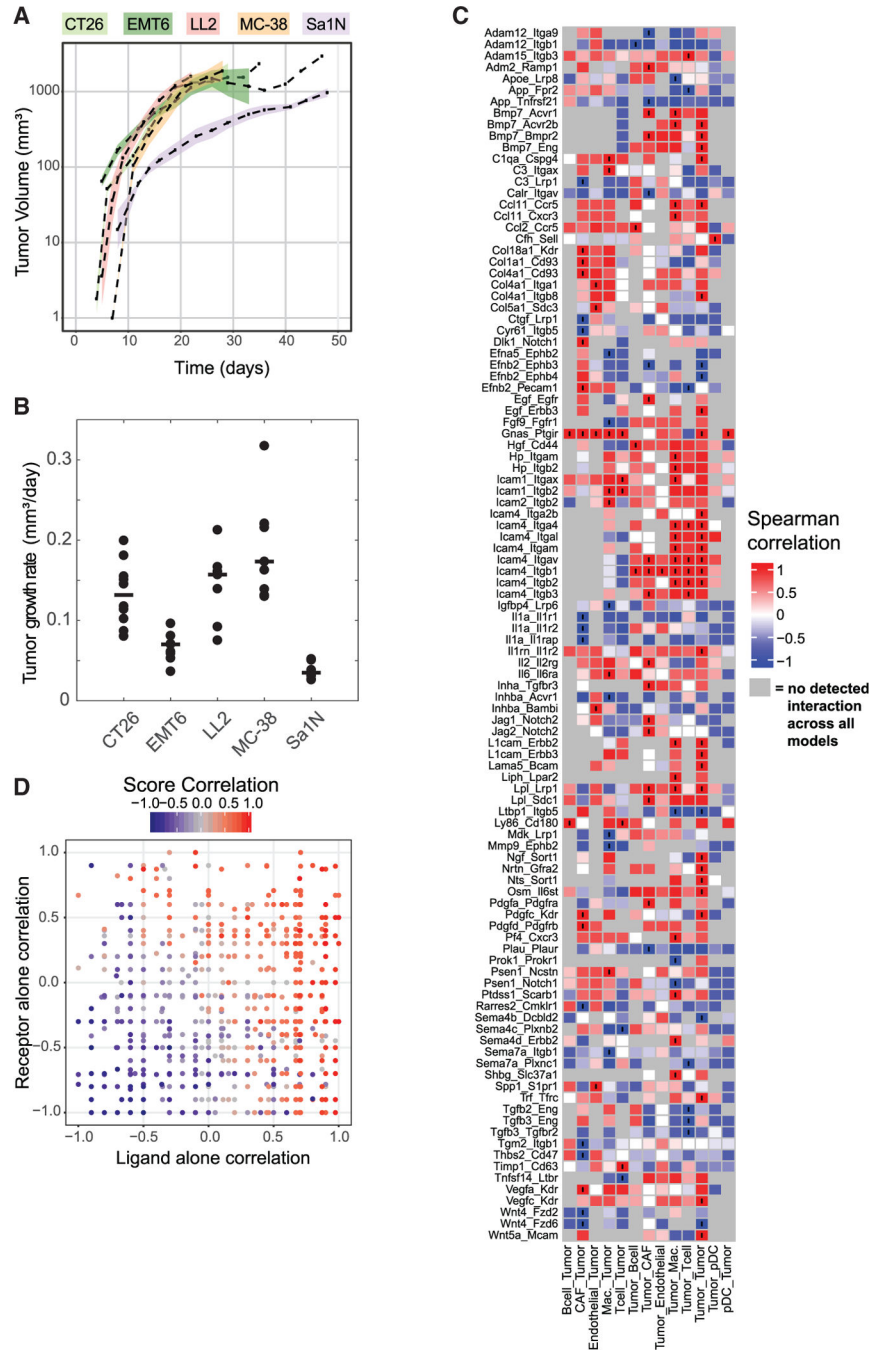 A
CT26 EMT6 LL2 MC-38 Sa1N
Tumor Volume (mm³)
1000
100
10
1
0 10 20 30 40 50
Time (days)
B
Tumor growth rate (mm³/day)
0.3
0.2
0.1
0
CT26
EMT6
LL2
MC-38
Sa1N
D
Score Correlation
−1.0−0.5 0.0 0.5 1.0
Receptor alone correlation
1.0
0.5
0.0
−0.5
−1.0
−1.0 −0.5 0.0 0.5 1.0
Ligand alone correlation
C
Adam12_Itga9
Adam12_Itgb1
Adam15_Itgb3
Adm2_Ramp1
Apoe_Lrp8
App_Fpr2
App_Tnfrsf21
Bmp7_Acvr1
Bmp7_Acvr2b
Bmp7_Bmpr2
Bmp7_Eng
C1qa_Cspg4
C3_Itgax
C3_Lrp1
Calr_Itgav
Ccl11_Ccr5
Ccl11_Cxcr3
Ccl2_Ccr5
Cfh_Sell
Col18a1_Kdr
Col1a1_Cd93
Col4a1_Cd93
Col4a1_Itga1
Col4a1_Itgb8
Col5a1_Sdc3
Ctgf_Lrp1
Cyr61_Itgb5
Dlk1_Notch1
Efna5_Ephb2
Efnb2_Ephb3
Efnb2_Ephb4
Efnb2_Pecam1
Egf_Egfr
Egf_Erbb3
Fgf9_Fgfr1
Gnas_Ptgir
Hgf_Cd44
Hp_Itgam
Hp_Itgb2
Icam1_Itgax
Icam1_Itgb2
Icam2_Itgb2
Icam4_Itga2b
Icam4_Itga4
Icam4_Itgal
Icam4_Itgam
Icam4_Itgav
Icam4_Itgb1
Icam4_Itgb2
Icam4_Itgb3
Igfbp4_Lrp6
Il1a_Il1r1
Il1a_Il1r2
Il1a_Il1rap
Il1rn_Il1r2
Il2_Il2rg
Il6_Il6ra
Inha_Tgfbr3
Inhba_Acvr1
Inhba_Bambi
Jag1_Notch2
Jag2_Notch2
L1cam_Erbb2
L1cam_Erbb3
Lama5_Bcam
Liph_Lpar2
Lpl_Lrp1
Lpl_Sdc1
Ltbp1_Itgb5
Ly86_Cd180
Mdk_Lrp1
Mmp9_Ephb2
Ngf_Sort1
Nrtn_Gfra2
Nts_Sort1
Osm_Il6st
Pdgfa_Pdgfra
Pdgfc_Kdr
Pdgfd_Pdgfrb
Pf4_Cxcr3
Plau_Plaur
Prok1_Prokr1
Psen1_Ncstn
Psen1_Notch1
Ptdss1_Scarb1
Rarres2_Cmklr1
Sema4b_Dcbld2
Sema4c_Plxnb2
Sema4d_Erbb2
Sema7a_Itgb1
Sema7a_Plxnc1
Shbg_Slc37a1
Spp1_S1pr1
Trf_Tfrc
Tgfb2_Eng
Tgfb3_Eng
Tgfb3_Tgfbr2
Tgm2_Itgb1
Thbs2_Cd47
Timp1_Cd63
Tnfsf14_Ltbr
Vegfa_Kdr
Vegfc_Kdr
Wnt4_Fzd2
Wnt4_Fzd6
Wnt5a_Mcam
Bcell_Tumor
CAF_Tumor
Endothelial_Tumor
Mac._Tumor
Tcell_Tumor
Tumor_Bcell
Tumor_CAF
Tumor_Endothelial
Tumor_Mac.
Tumor_Tcell
Tumor_Tumor
Tumor_pDC
pDC_Tumor
Spearman
correlation
1
0.5
0
−0.5
−1
= no detected
interaction
across all
models